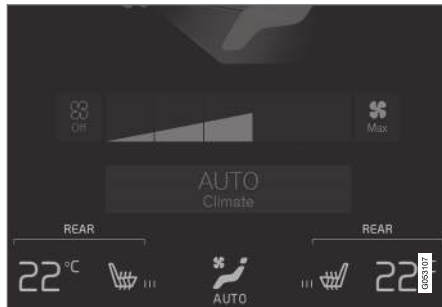 Off
Max
AUTO
Climate
REAR REAR
22°C 22°C
AUTO
G053107